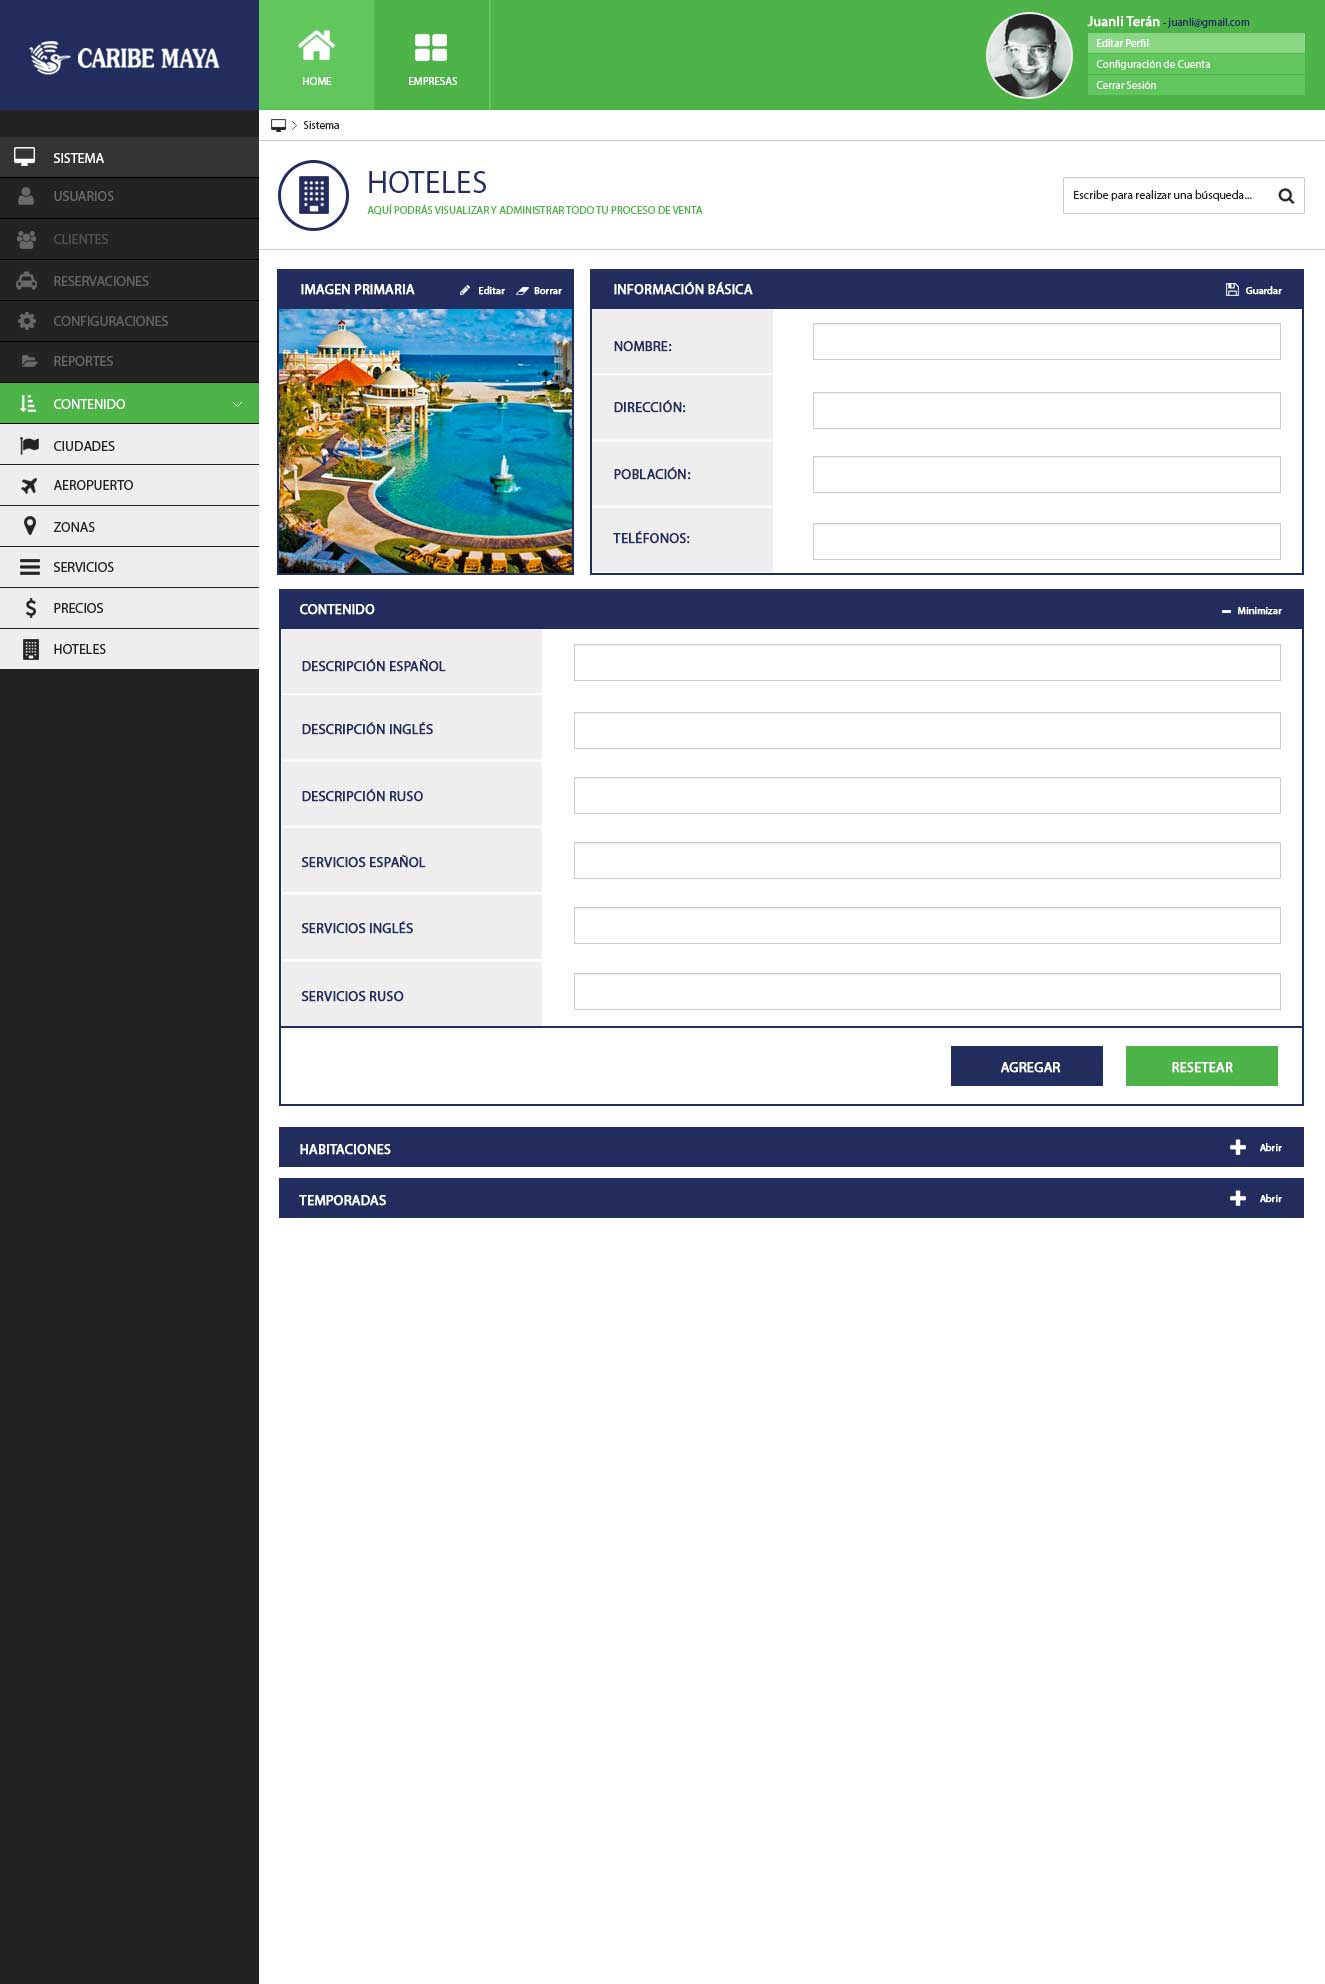 CARIBE MAYA
HOME
EMPRESAS
Juanli Terán - juanli@gmail.com
Editar Perfil
Configuración de Cuenta
Cerrar Sesión
Sistema
SISTEMA
USUARIOS
CLIENTES
RESERVACIONES
CONFIGURACIONES
REPORTES
CONTENIDO
CIUDADES
AEROPUERTO
ZONAS
SERVICIOS
PRECIOS
HOTELES
HOTELES
AQUÍ PODRÁS VISUALIZAR Y ADMINISTRAR TODO TU PROCESO DE VENTA
Escribe para realizar una búsqueda...
IMAGEN PRIMARIA Editar Borrar
INFORMACIÓN BÁSICA Guardar
NOMBRE:
DIRECCIÓN:
POBLACIÓN:
TELÉFONOS:
CONTENIDO Minimizar
DESCRIPCIÓN ESPAÑOL
DESCRIPCIÓN INGLÉS
DESCRIPCIÓN RUSO
SERVICIOS ESPAÑOL
SERVICIOS INGLÉS
SERVICIOS RUSO
AGREGAR RESETEAR
HABITACIONES Abrir
TEMPORADAS Abrir